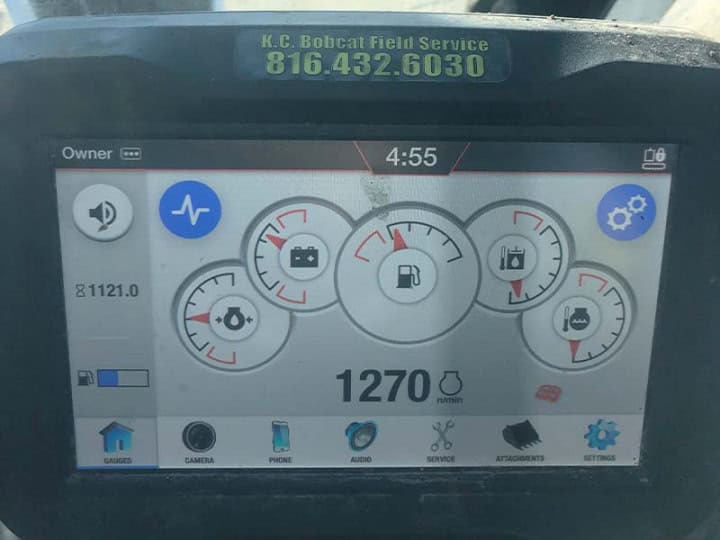 K.C. Bobcat Field Service
816.432.6030
Owner
4:55
1121.0
1270
n/min
GAUGES
CAMERA
PHONE
AUDIO
SERVICE
ATTACHMENTS
SETTINGS